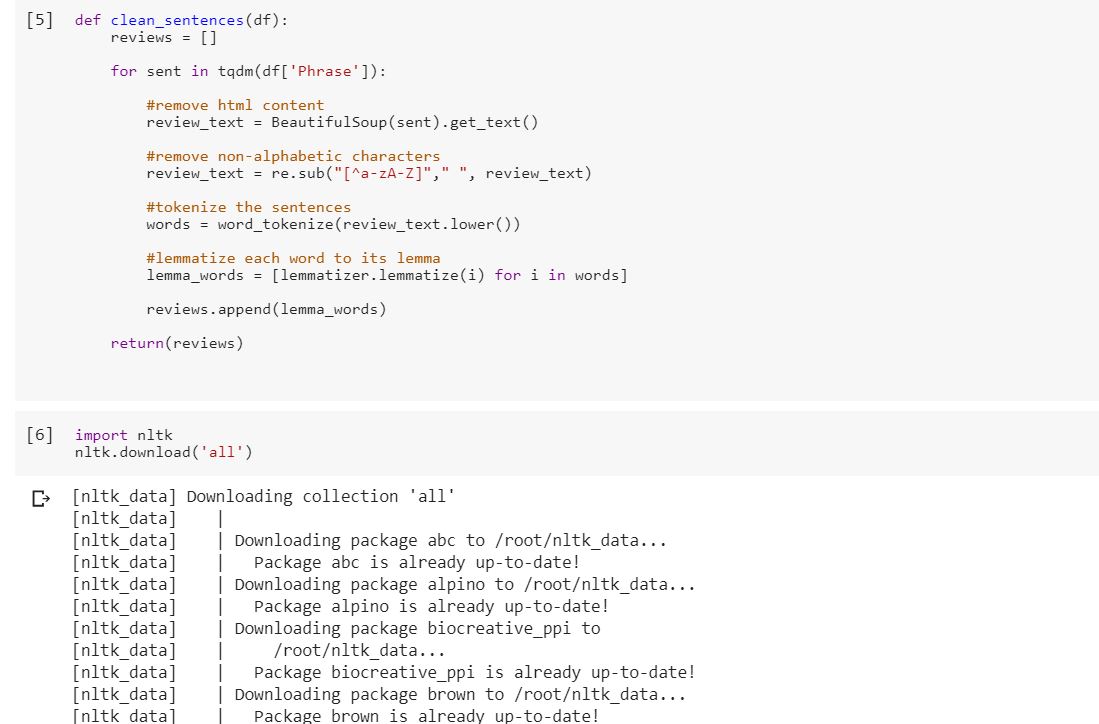 [5] def clean_sentences(df):
reviews = []
for sent in tqdm(df['Phrase']):
#remove html content
review_text = BeautifulSoup(sent).get_text()
#remove non-alphabetic characters
review_text = re.sub("[^a-zA-Z]"," ", review_text)
#tokenize the sentences
words = word_tokenize(review_text.lower())
#lemmatize each word to its lemma
lemma_words = [lemmatizer.lemmatize(i) for i in words]
reviews.append(lemma_words)
return(reviews)
[6] import nltk
nltk.download('all')
[nltk_data] Downloading collection 'all'
[nltk_data]    |
[nltk_data]    | Downloading package abc to /root/nltk_data...
[nltk_data]    |   Package abc is already up-to-date!
[nltk_data]    | Downloading package alpino to /root/nltk_data...
[nltk_data]    |   Package alpino is already up-to-date!
[nltk_data]    | Downloading package biocreative_ppi to
[nltk_data]    |     /root/nltk_data...
[nltk_data]    |   Package biocreative_ppi is already up-to-date!
[nltk_data]    | Downloading package brown to /root/nltk_data...
[nltk_data]    |   Package brown is already up-to-date!